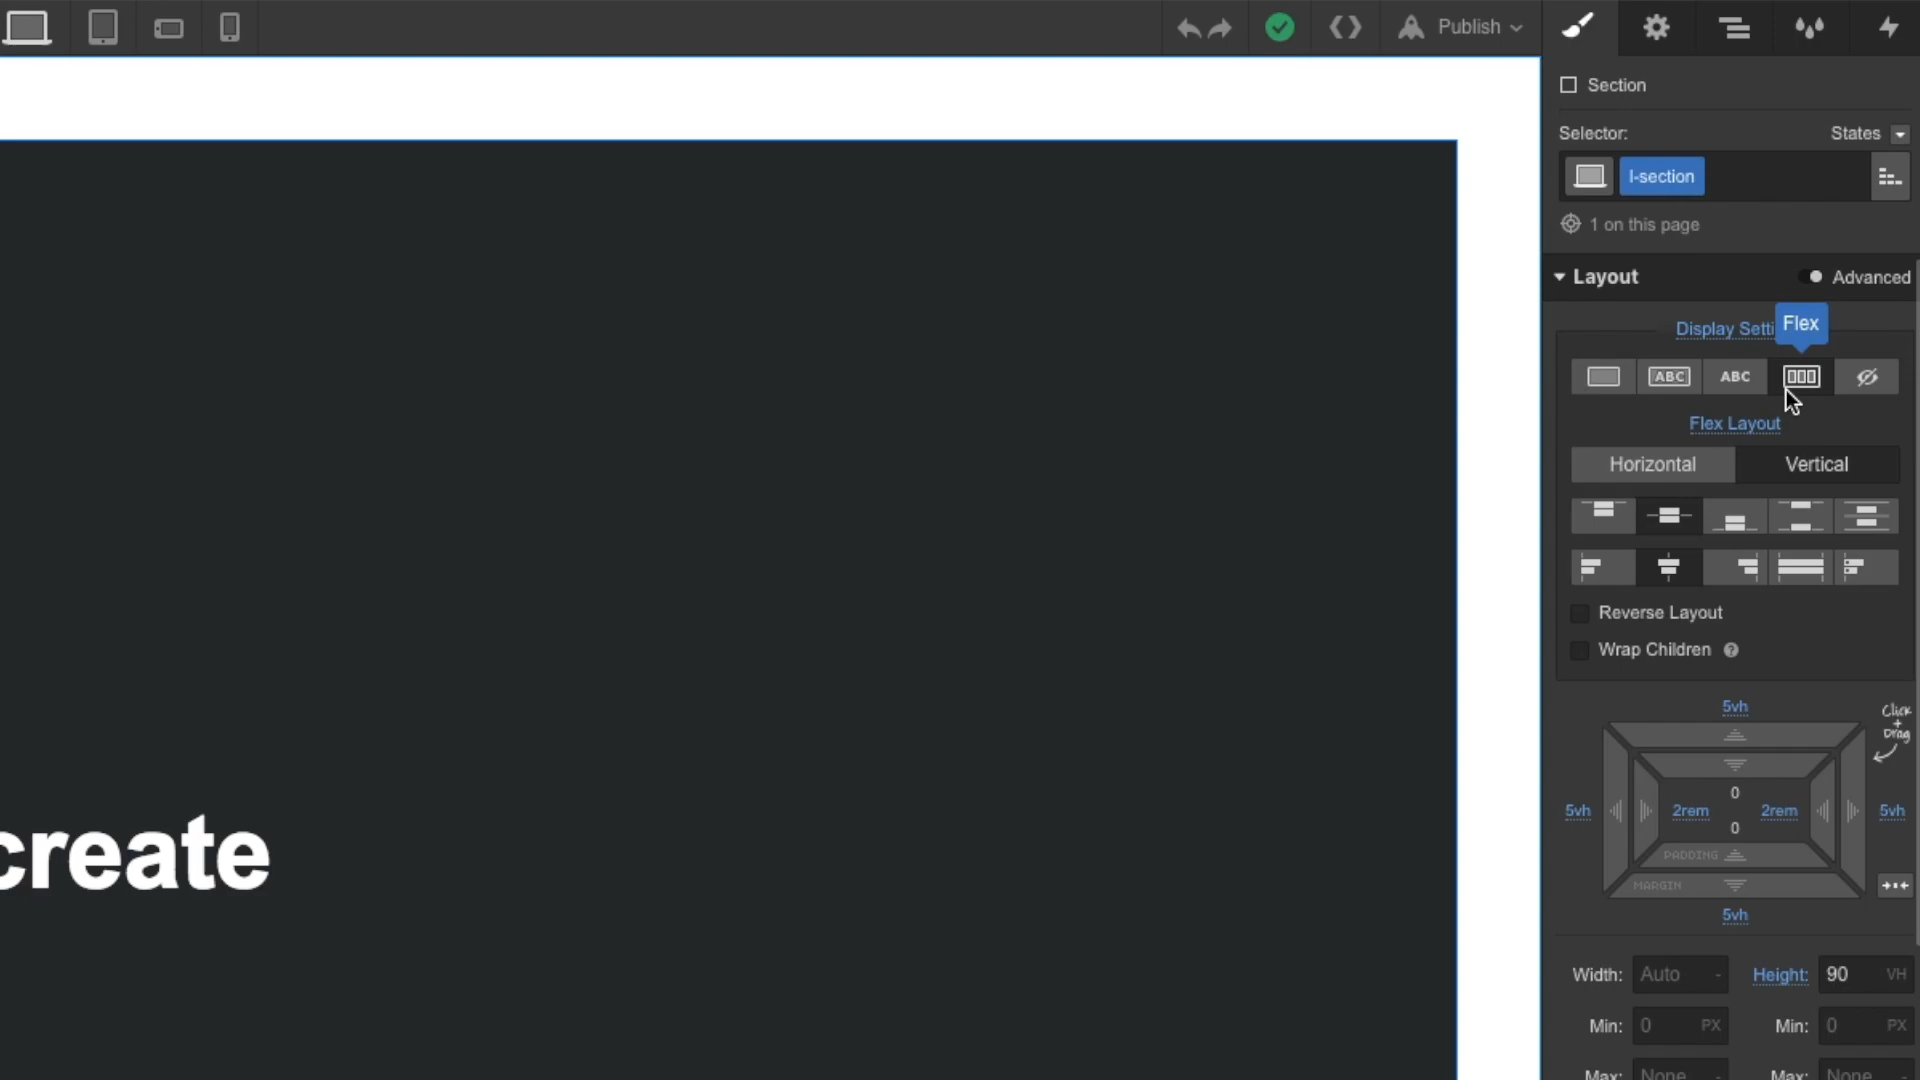 Publish
Section
Selector:
States
I-section
1 on this page
Layout
Advanced
Display Setti
Flex
ABC
ABC
Flex Layout
Horizontal
Vertical
Reverse Layout
Wrap Children ?
5vh
Click
+
Drag
0
5vh
2rem
2rem
5vh
0
PADDING
MARGIN
5vh
Width:
Auto
-
Height:
90
VH
Min:
0
PX
Min:
0
PX
Max:
None
-
Max:
None
-
create